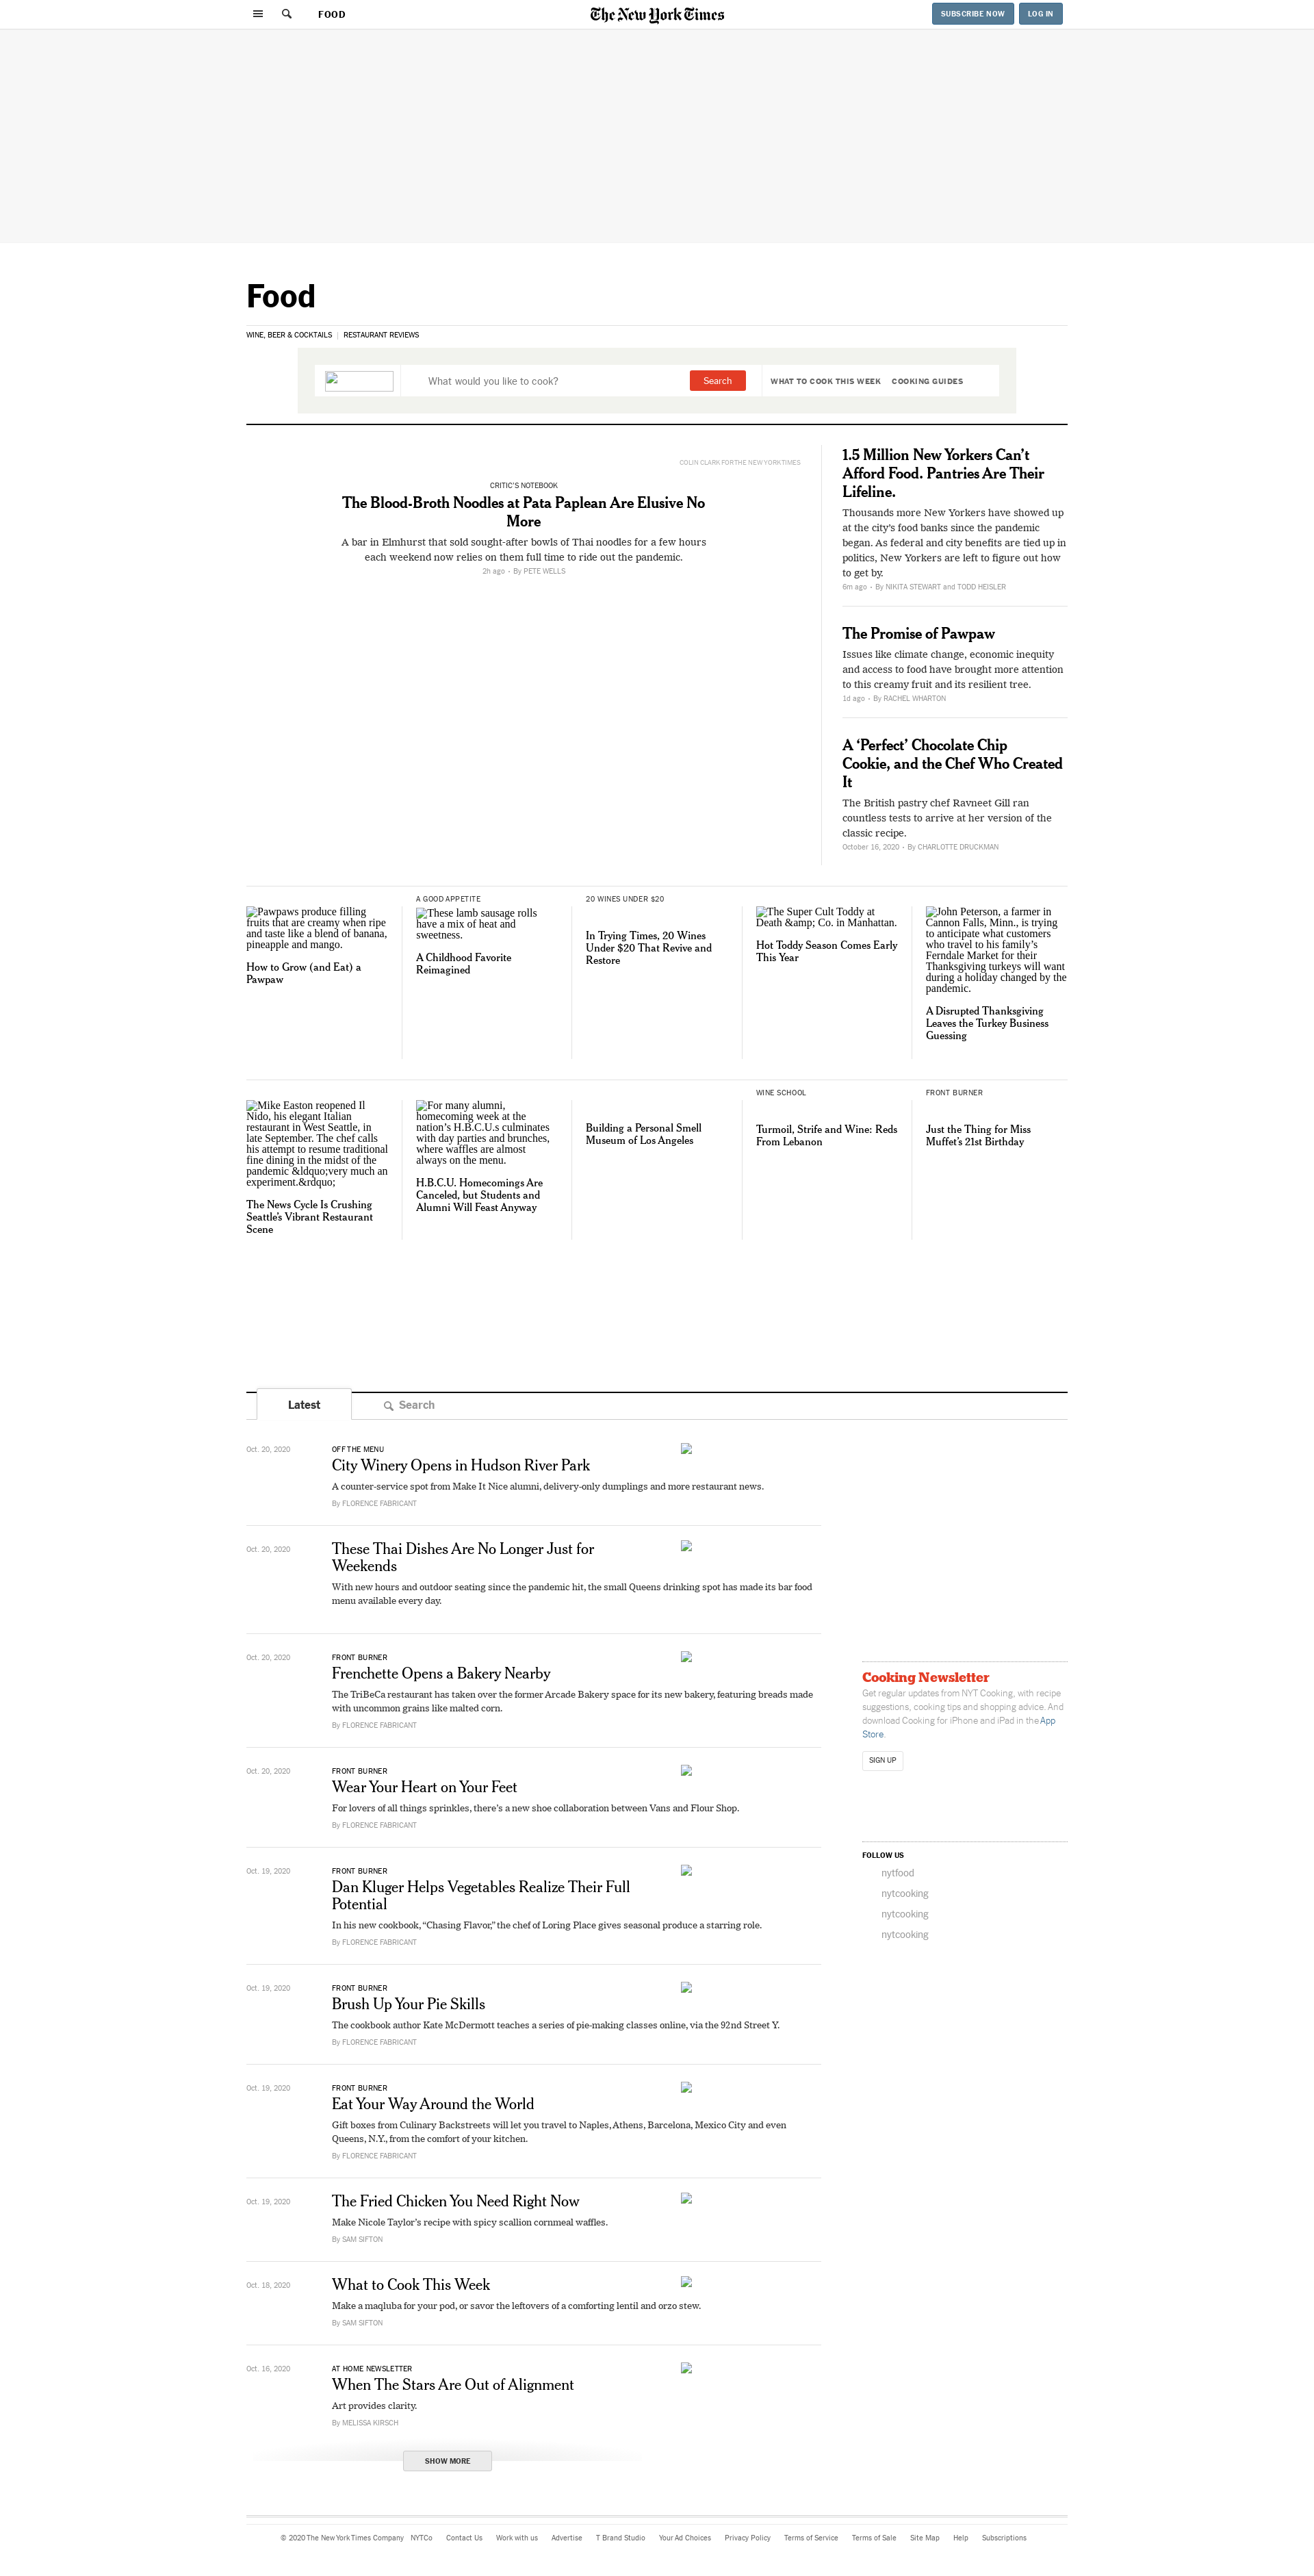 FOOD
The New York Times
SUBSCRIBE NOW
LOG IN
Food
WINE, BEER & COCKTAILS
RESTAURANT REVIEWS
What would you like to cook?
Search
WHAT TO COOK THIS WEEK
COOKING GUIDES
COLIN CLARK FOR THE NEW YORK TIMES
CRITIC'S NOTEBOOK
The Blood-Broth Noodles at Pata Paplean Are Elusive No
More
A bar in Elmhurst that sold sought-after bowls of Thai noodles for a few hours
each weekend now relies on them full time to ride out the pandemic.
2h ago • By PETE WELLS
1.5 Million New Yorkers Can’t
Afford Food. Pantries Are Their
Lifeline.
Thousands more New Yorkers have showed up
at the city’s food banks since the pandemic
began. As federal and city benefits are tied up in
politics, New Yorkers are left to figure out how
to get by.
6m ago • By NIKITA STEWART and TODD HEISLER
The Promise of Pawpaw
Issues like climate change, economic inequity
and access to food have brought more attention
to this creamy fruit and its resilient tree.
1d ago • By RACHEL WHARTON
A ‘Perfect’ Chocolate Chip
Cookie, and the Chef Who Created
It
The British pastry chef Ravneet Gill ran
countless tests to arrive at her version of the
classic recipe.
October 16, 2020 • By CHARLOTTE DRUCKMAN
Pawpaws produce filling
fruits that are creamy when ripe
and taste like a blend of banana,
pineapple and mango.
How to Grow (and Eat) a
Pawpaw
A GOOD APPETITE
These lamb sausage rolls
have a mix of heat and
sweetness.
A Childhood Favorite
Reimagined
20 WINES UNDER $20
In Trying Times, 20 Wines
Under $20 That Revive and
Restore
The Super Cult Toddy at
Death &amp; Co. in Manhattan.
Hot Toddy Season Comes Early
This Year
John Peterson, a farmer in
Cannon Falls, Minn., is trying
to anticipate what customers
who travel to his family’s
Ferndale Market for their
Thanksgiving turkeys will want
during a holiday changed by the
pandemic.
A Disrupted Thanksgiving
Leaves the Turkey Business
Guessing
Mike Easton reopened Il
Nido, his elegant Italian
restaurant in West Seattle, in
late September. The chef calls
his attempt to resume traditional
fine dining in the midst of the
pandemic &ldquo;very much an
experiment.&rdquo;
The News Cycle Is Crushing
Seattle’s Vibrant Restaurant
Scene
For many alumni,
homecoming week at the
nation’s H.B.C.U.s culminates
with day parties and brunches,
where waffles are almost
always on the menu.
H.B.C.U. Homecomings Are
Canceled, but Students and
Alumni Will Feast Anyway
Building a Personal Smell
Museum of Los Angeles
WINE SCHOOL
Turmoil, Strife and Wine: Reds
From Lebanon
FRONT BURNER
Just the Thing for Miss
Muffet’s 21st Birthday
Latest
Search
Oct. 20, 2020
OFF THE MENU
City Winery Opens in Hudson River Park
A counter-service spot from Make It Nice alumni, delivery-only dumplings and more restaurant news.
By FLORENCE FABRICANT
Oct. 20, 2020
These Thai Dishes Are No Longer Just for
Weekends
With new hours and outdoor seating since the pandemic hit, the small Queens drinking spot has made its bar food
menu available every day.
Oct. 20, 2020
FRONT BURNER
Frenchette Opens a Bakery Nearby
The TriBeCa restaurant has taken over the former Arcade Bakery space for its new bakery, featuring breads made
with uncommon grains like malted corn.
By FLORENCE FABRICANT
Oct. 20, 2020
FRONT BURNER
Wear Your Heart on Your Feet
For lovers of all things sprinkles, there’s a new shoe collaboration between Vans and Flour Shop.
By FLORENCE FABRICANT
Oct. 19, 2020
FRONT BURNER
Dan Kluger Helps Vegetables Realize Their Full
Potential
In his new cookbook, “Chasing Flavor,” the chef of Loring Place gives seasonal produce a starring role.
By FLORENCE FABRICANT
Oct. 19, 2020
FRONT BURNER
Brush Up Your Pie Skills
The cookbook author Kate McDermott teaches a series of pie-making classes online, via the 92nd Street Y.
By FLORENCE FABRICANT
Oct. 19, 2020
FRONT BURNER
Eat Your Way Around the World
Gift boxes from Culinary Backstreets will let you travel to Naples, Athens, Barcelona, Mexico City and even
Queens, N.Y., from the comfort of your kitchen.
By FLORENCE FABRICANT
Oct. 19, 2020
The Fried Chicken You Need Right Now
Make Nicole Taylor’s recipe with spicy scallion cornmeal waffles.
By SAM SIFTON
Oct. 18, 2020
What to Cook This Week
Make a maqluba for your pod, or savor the leftovers of a comforting lentil and orzo stew.
By SAM SIFTON
Oct. 16, 2020
AT HOME NEWSLETTER
When The Stars Are Out of Alignment
Art provides clarity.
By MELISSA KIRSCH
SHOW MORE
Cooking Newsletter
Get regular updates from NYT Cooking, with recipe
suggestions, cooking tips and shopping advice. And
download Cooking for iPhone and iPad in the App
Store.
SIGN UP
FOLLOW US
nytfood
nytcooking
nytcooking
nytcooking
© 2020 The New York Times Company
NYTCo
Contact Us
Work with us
Advertise
T Brand Studio
Your Ad Choices
Privacy Policy
Terms of Service
Terms of Sale
Site Map
Help
Subscriptions